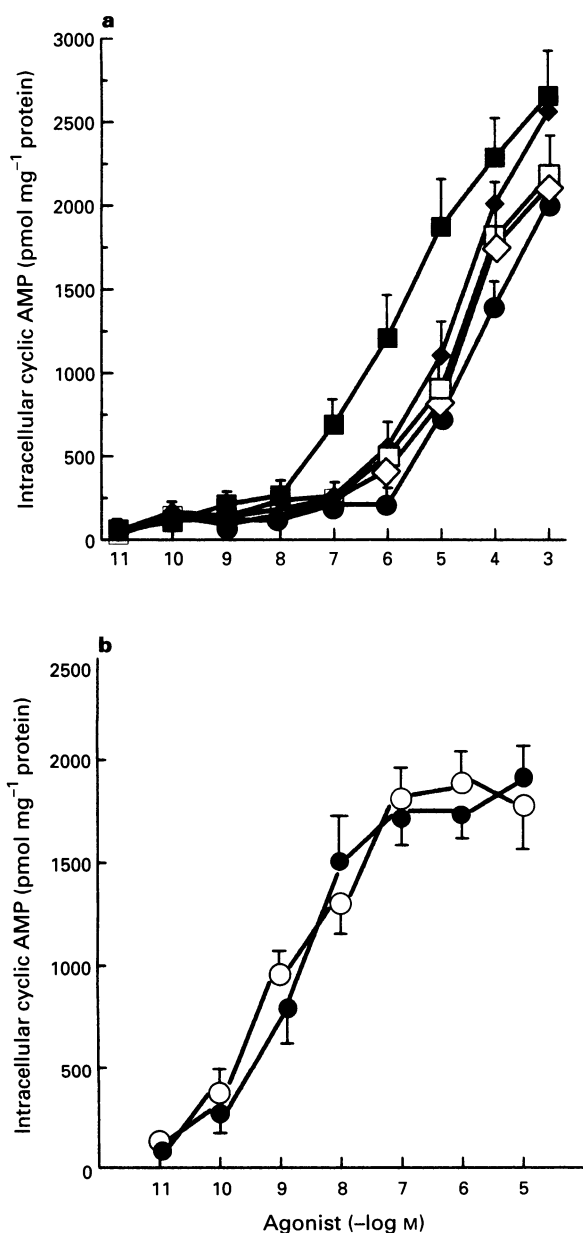 a
3000
2500
2000
1500
1000
500
0
Intracellular cyclic AMP (pmol mg⁻¹ protein)
11 10 9 8 7 6 5 4 3
b
2500
2000
1500
1000
500
0
Intracellular cyclic AMP (pmol mg⁻¹ protein)
11 10 9 8 7 6 5
Agonist (–log M)